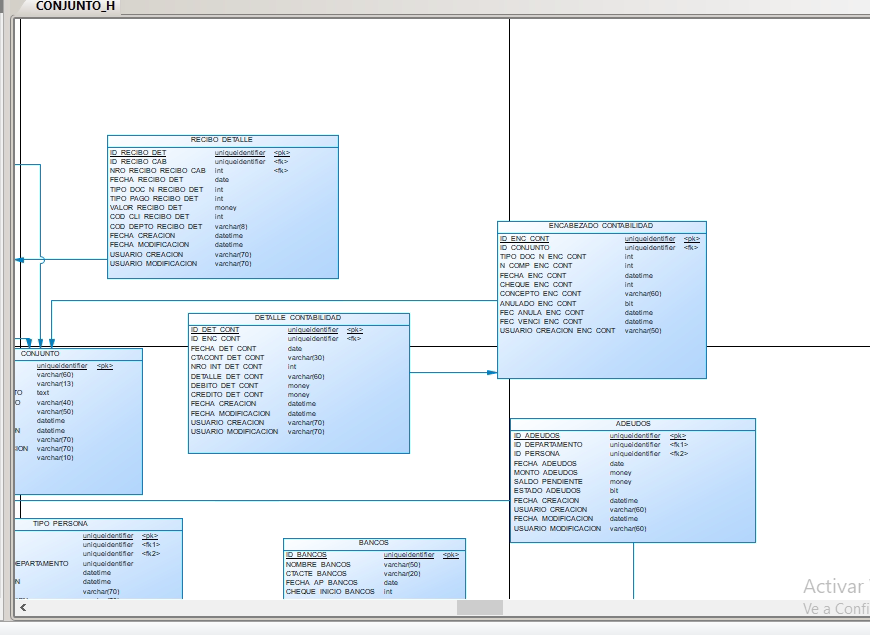 CONJUNTO_H
RECIBO DETALLE
ID RECIBO DET uniqueidentifier <pk>
ID RECIBO CAB uniqueidentifier <fk>
NRO RECIBO RECIBO CAB int <fk>
FECHA RECIBO DET date
TIPO DOC N RECIBO DET int
TIPO PAGO RECIBO DET int
VALOR RECIBO DET money
COD CLI RECIBO DET int
COD DEPTO RECIBO DET varchar(8)
FECHA CREACION datetime
FECHA MODIFICACION datetime
USUARIO CREACION varchar(70)
USUARIO MODIFICACION varchar(70)
ENCABEZADO CONTABILIDAD
ID ENC CONT uniqueidentifier <pk>
ID CONJUNTO uniqueidentifier <fk>
TIPO DOC N ENC CONT int
N COMP ENC CONT int
FECHA ENC CONT datetime
CHEQUE ENC CONT int
CONCEPTO ENC CONT varchar(60)
ANULADO ENC CONT bit
FEC ANULA ENC CONT datetime
FEC VENCI ENC CONT datetime
USUARIO CREACION ENC CONT varchar(50)
DETALLE CONTABILIDAD
ID DET CONT uniqueidentifier <pk>
ID ENC CONT uniqueidentifier <fk>
FECHA DET CONT date
CTACONT DET CONT varchar(30)
NRO INT DET CONT int
DETALLE DET CONT varchar(60)
DEBITO DET CONT money
CREDITO DET CONT money
FECHA CREACION datetime
FECHA MODIFICACION datetime
USUARIO CREACION varchar(70)
USUARIO MODIFICACION varchar(70)
CONJUNTO
uniqueidentifier <pk>
varchar(60)
varchar(13)
TO text
O varchar(40)
varchar(50)
datetime
N datetime
varchar(70)
ION varchar(70)
varchar(10)
ADEUDOS
ID ADEUDOS uniqueidentifier <pk>
ID DEPARTAMENTO uniqueidentifier <fk1>
ID PERSONA uniqueidentifier <fk2>
FECHA ADEUDOS date
MONTO ADEUDOS money
SALDO PENDIENTE money
ESTADO ADEUDOS bit
FECHA CREACION datetime
USUARIO CREACION varchar(60)
FECHA MODIFICACION datetime
USUARIO MODIFICACION varchar(60)
TIPO PERSONA
uniqueidentifier <pk>
uniqueidentifier <fk1>
uniqueidentifier <fk2>
EPARTAMENTO uniqueidentifier
datetime
N datetime
varchar(70)
BANCOS
ID BANCOS uniqueidentifier <pk>
NOMBRE BANCOS varchar(50)
CTACTE BANCOS varchar(20)
FECHA AP BANCOS date
CHEQUE INICIO BANCOS int
Activar
Ve a Confi